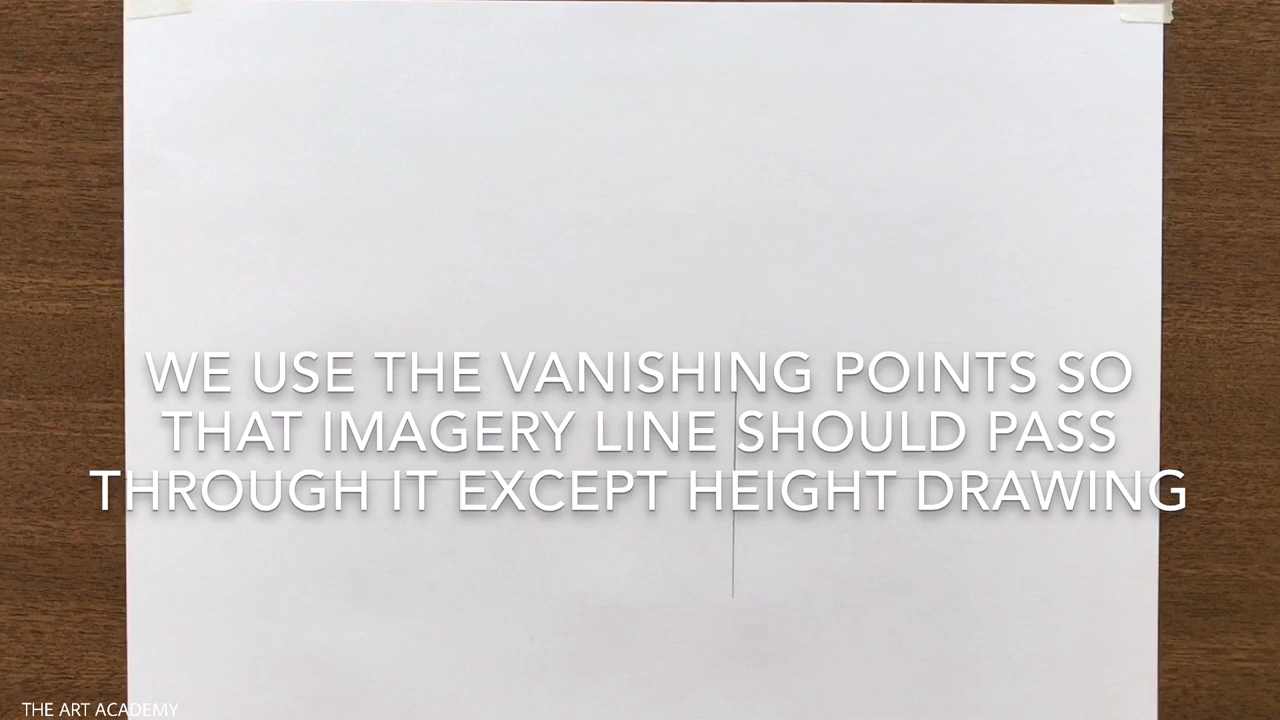 WE USE THE VANISHING POINTS SO
THAT IMAGERY LINE SHOULD PASS
THROUGH IT EXCEPT HEIGHT DRAWING
THE ART ACADEMY